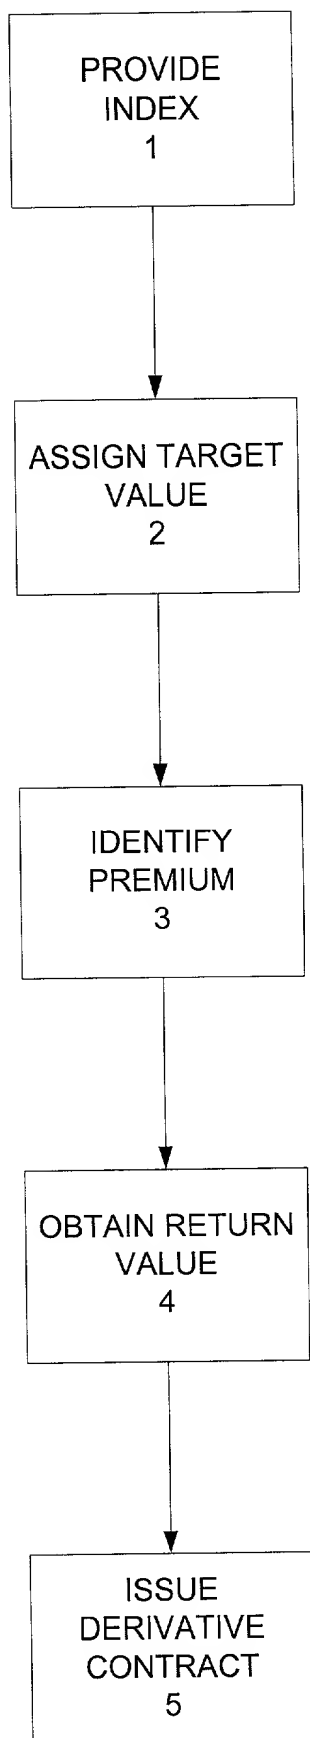 PROVIDE
INDEX
1
ASSIGN TARGET
VALUE
2
IDENTIFY
PREMIUM
3
OBTAIN RETURN
VALUE
4
ISSUE
DERIVATIVE
CONTRACT
5